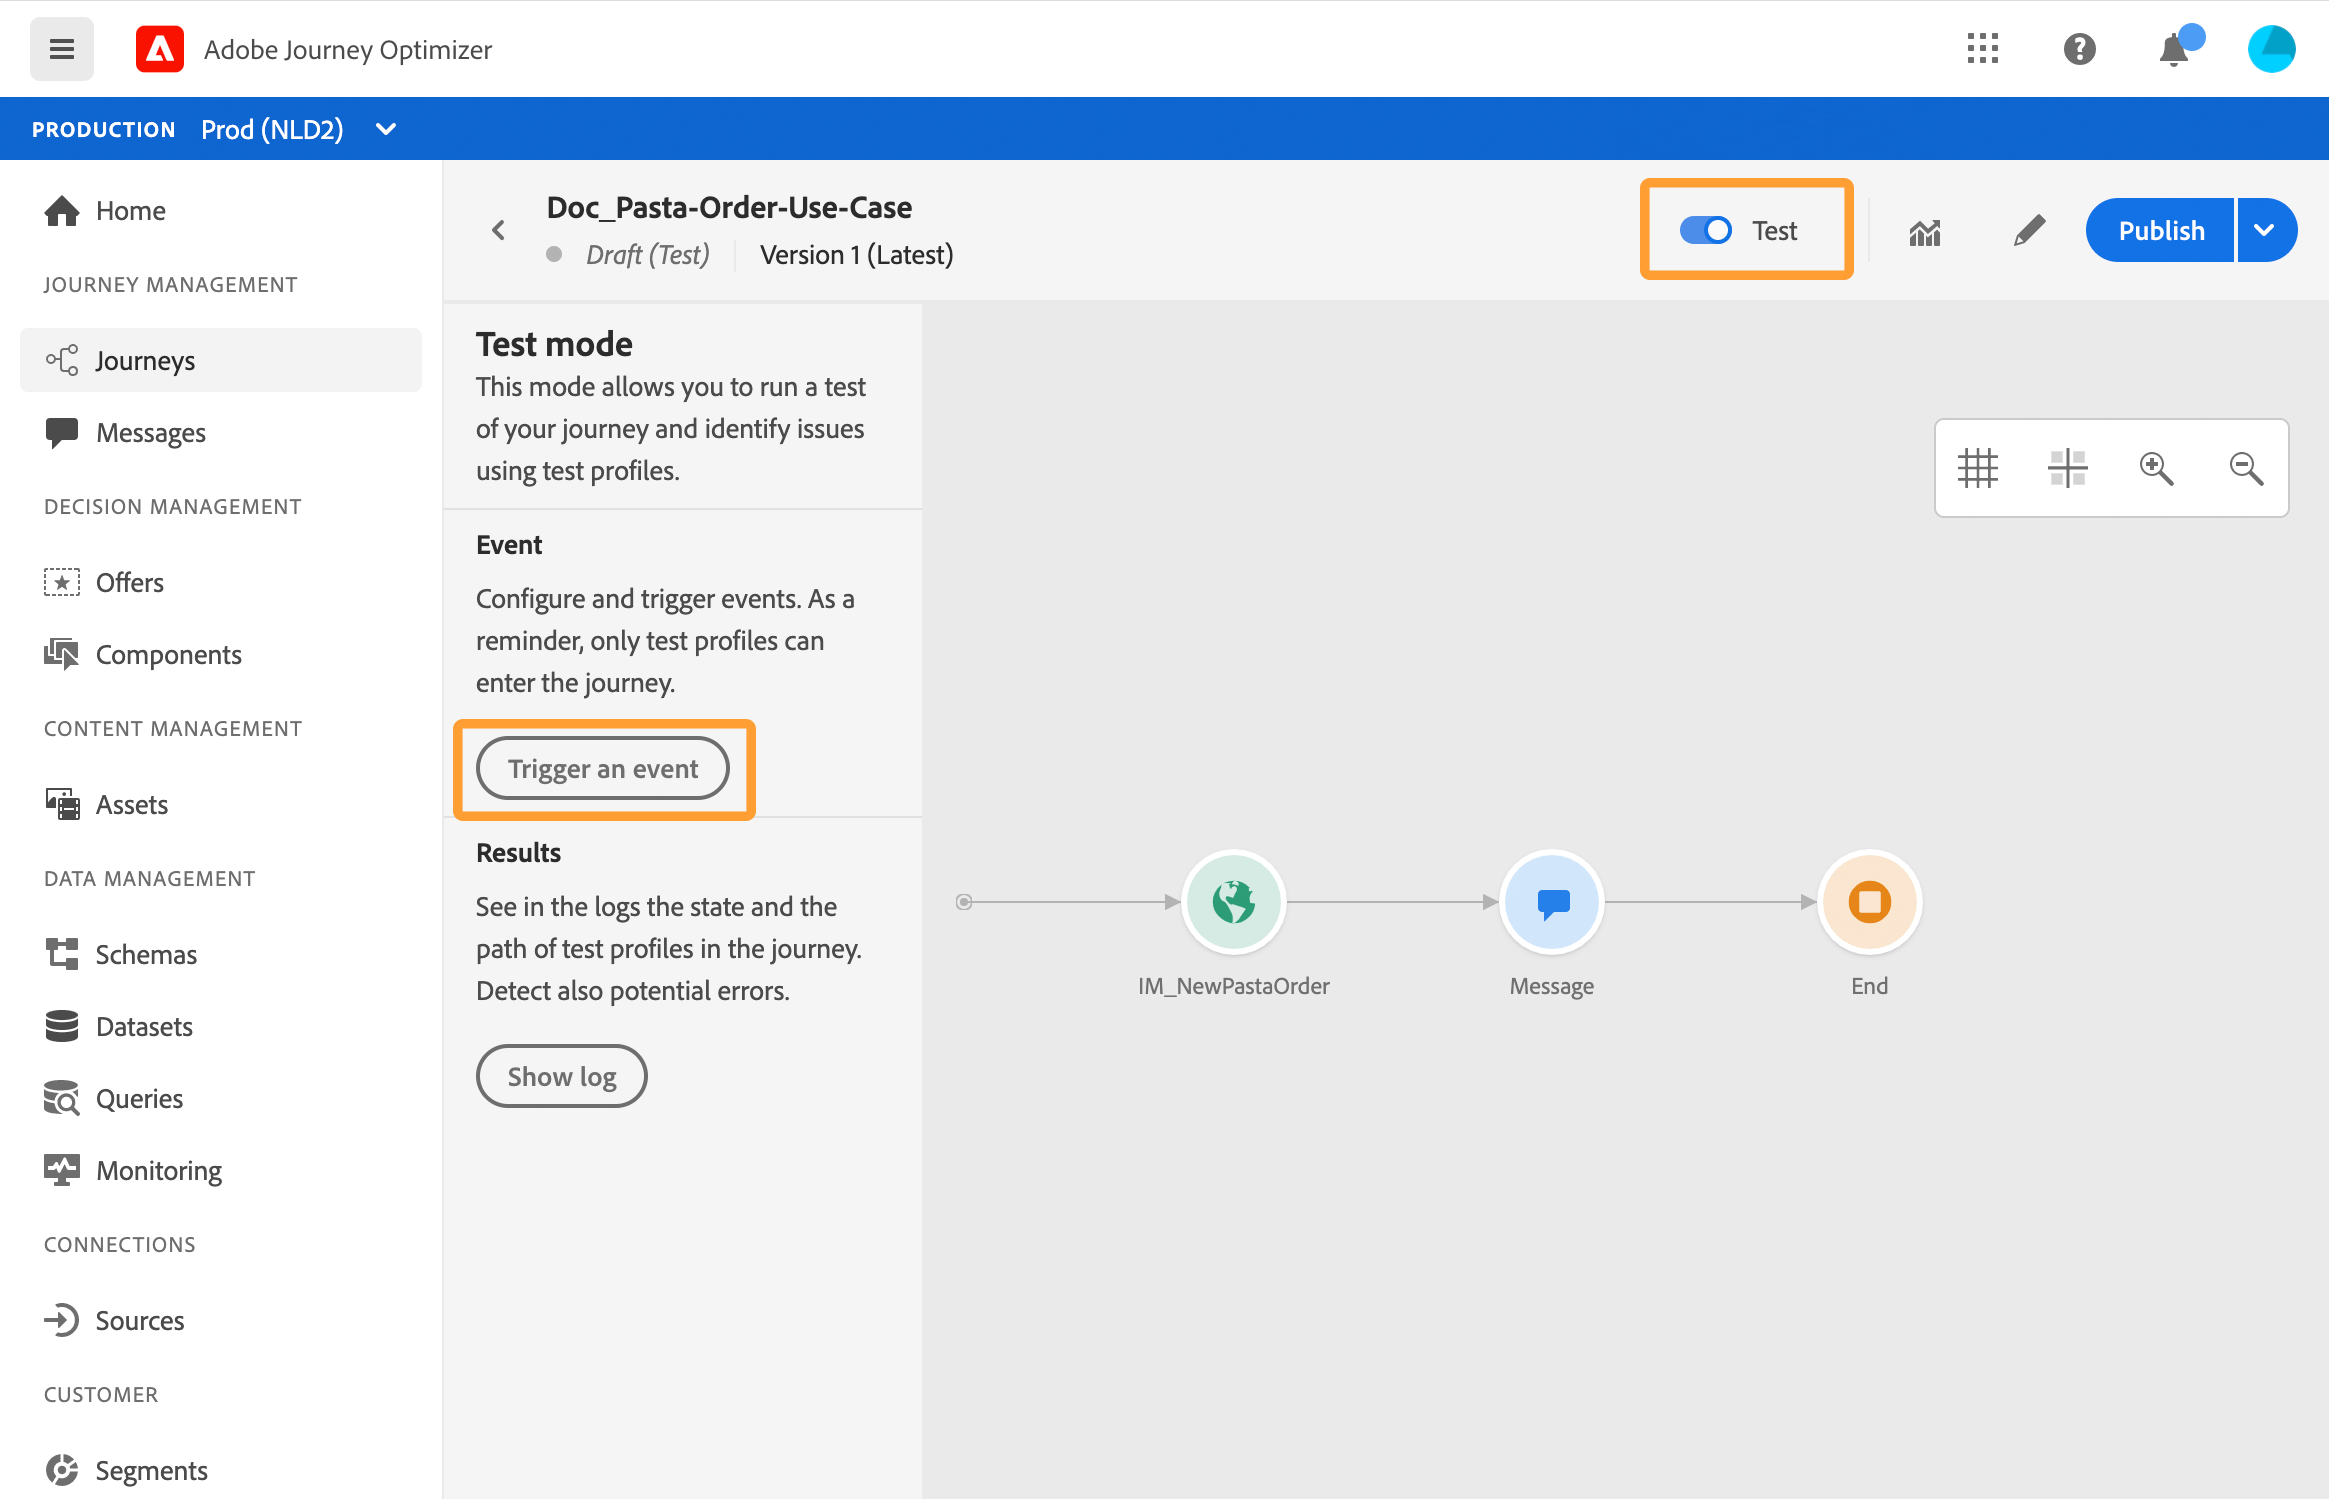 Adobe Journey Optimizer
PRODUCTION Prod (NLD2)
Home
JOURNEY MANAGEMENT
Journeys
Messages
DECISION MANAGEMENT
Offers
Components
CONTENT MANAGEMENT
Assets
DATA MANAGEMENT
Schemas
Datasets
Queries
Monitoring
CONNECTIONS
Sources
CUSTOMER
Segments
Doc_Pasta-Order-Use-Case
Draft (Test) Version 1 (Latest)
Test
Publish
Test mode
This mode allows you to run a test
of your journey and identify issues
using test profiles.
Event
Configure and trigger events. As a
reminder, only test profiles can
enter the journey.
Trigger an event
Results
See in the logs the state and the
path of test profiles in the journey.
Detect also potential errors.
Show log
IM_NewPastaOrder
Message
End